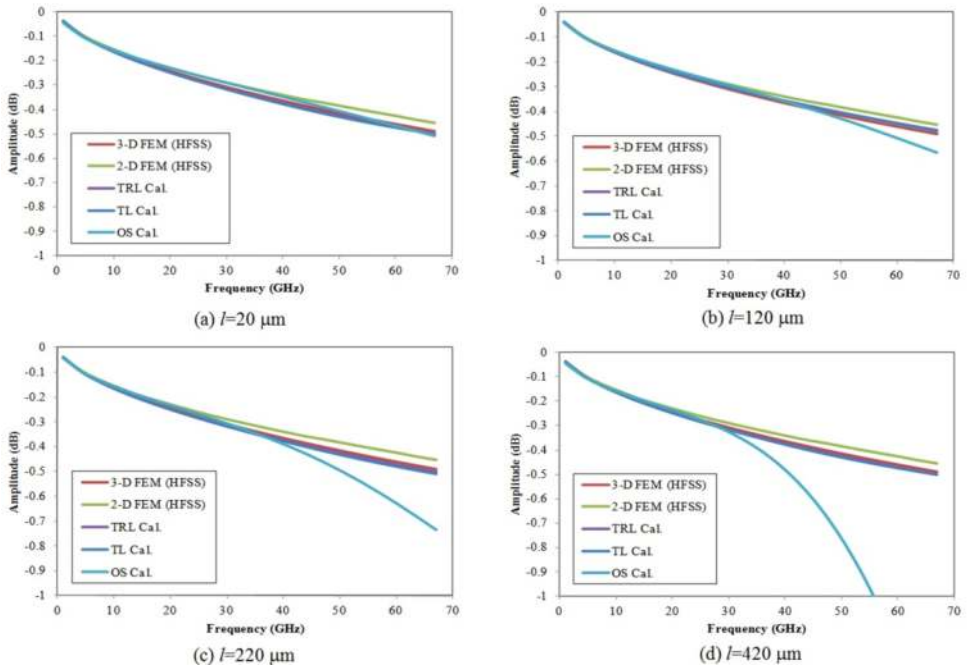 0
-0.1
-0.2
-0.3
-0.4
-0.5
-0.6
-0.7
-0.8
-0.9
-1
Amplitude (dB)
3-D FEM (HFSS)
2-D FEM (HFSS)
TRL Cal.
TL Cal.
OS Cal.
0 10 20 30 40 50 60 70
Frequency (GHz)
(a) l=20 μm
0
-0.1
-0.2
-0.3
-0.4
-0.5
-0.6
-0.7
-0.8
-0.9
-1
Amplitude (dB)
3-D FEM (HFSS)
2-D FEM (HFSS)
TRL Cal.
TL Cal.
OS Cal.
0 10 20 30 40 50 60 70
Frequency (GHz)
(b) l=120 μm
0
-0.1
-0.2
-0.3
-0.4
-0.5
-0.6
-0.7
-0.8
-0.9
-1
Amplitude (dB)
3-D FEM (HFSS)
2-D FEM (HFSS)
TRL Cal.
TL Cal.
OS Cal.
0 10 20 30 40 50 60 70
Frequency (GHz)
(c) l=220 μm
0
-0.1
-0.2
-0.3
-0.4
-0.5
-0.6
-0.7
-0.8
-0.9
-1
Amplitude (dB)
3-D FEM (HFSS)
2-D FEM (HFSS)
TRL Cal.
TL Cal.
OS Cal.
0 10 20 30 40 50 60 70
Frequency (GHz)
(d) l=420 μm